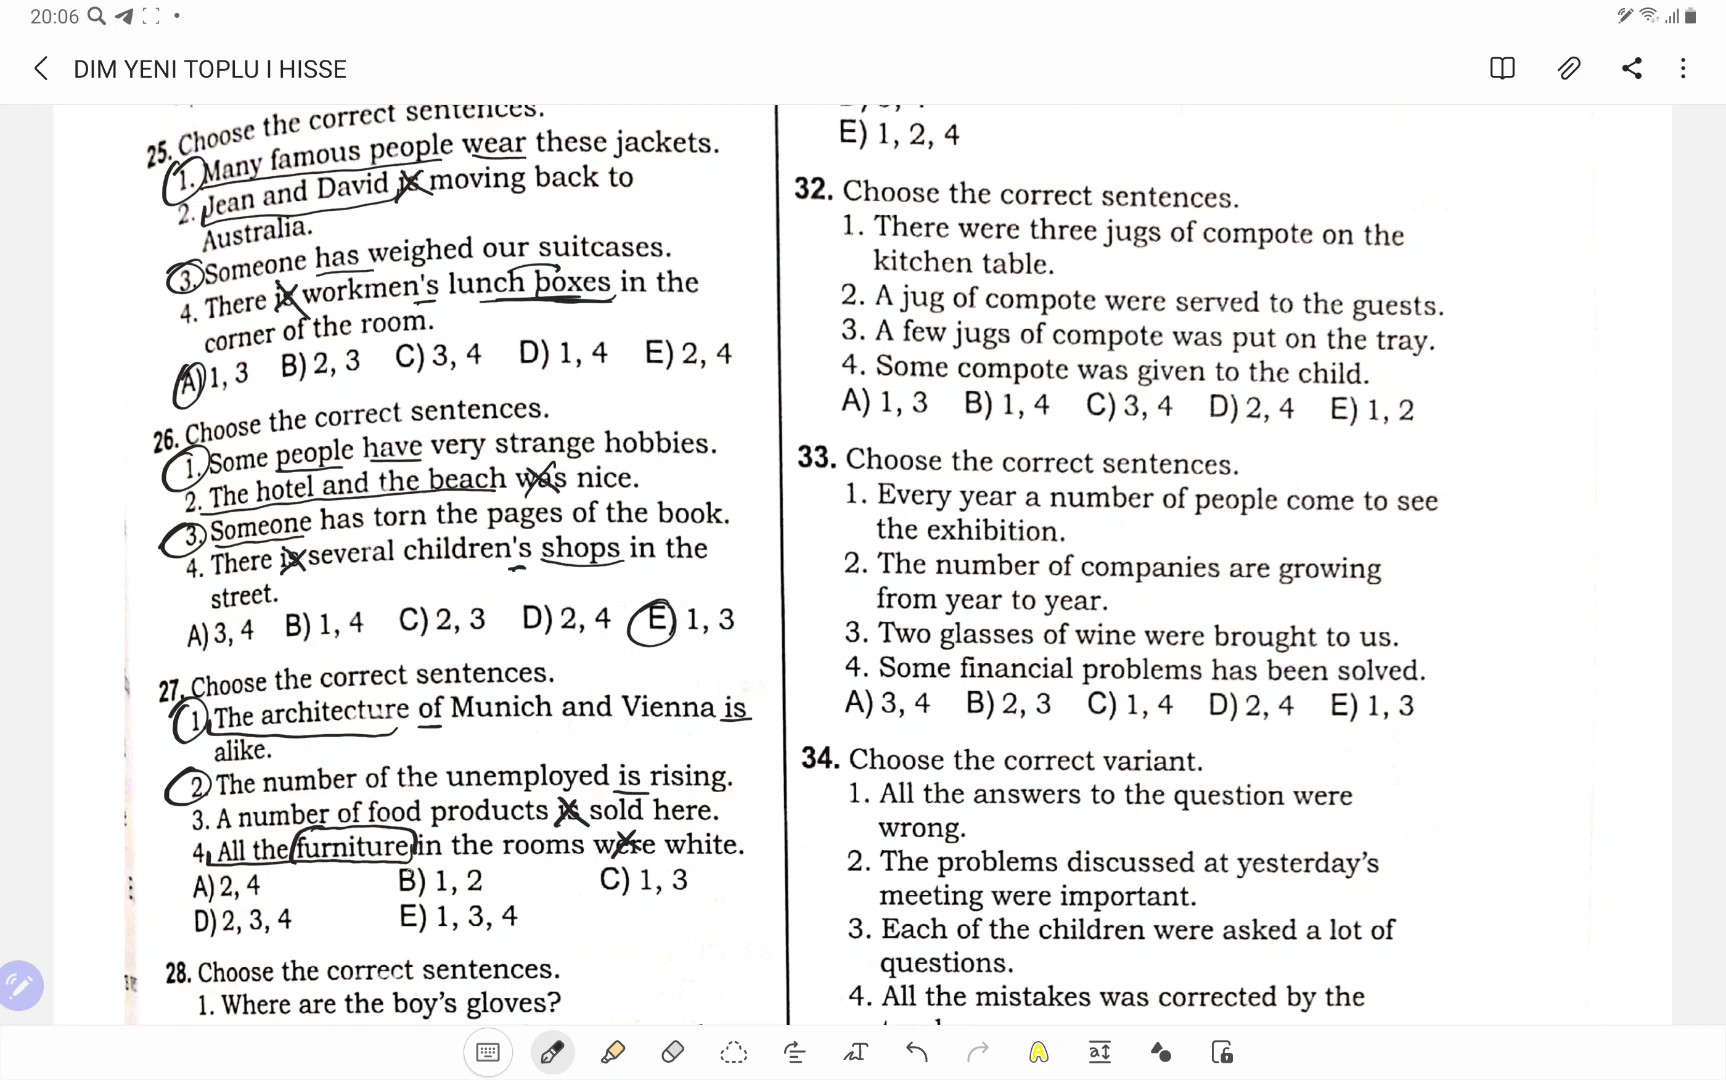 20:06
DIM YENI TOPLU I HISSE
25. Choose the correct sentences.
1. Many famous people wear these jackets.
2. Jean and David is moving back to
Australia.
3. Someone has weighed our suitcases.
4. There is workmen's lunch boxes in the
corner of the room.
A) 1, 3 B) 2, 3 C) 3, 4 D) 1, 4 E) 2, 4
26. Choose the correct sentences.
1. Some people have very strange hobbies.
2. The hotel and the beach was nice.
3. Someone has torn the pages of the book.
4. There is several children's shops in the
street.
A) 3, 4 B) 1, 4 C) 2, 3 D) 2, 4 E) 1, 3
27. Choose the correct sentences.
1. The architecture of Munich and Vienna is
alike.
2. The number of the unemployed is rising.
3. A number of food products is sold here.
4. All the furniture in the rooms were white.
A) 2, 4 B) 1, 2 C) 1, 3
D) 2, 3, 4 E) 1, 3, 4
28. Choose the correct sentences.
1. Where are the boy's gloves?
E) 1, 2, 4
32. Choose the correct sentences.
1. There were three jugs of compote on the
kitchen table.
2. A jug of compote were served to the guests.
3. A few jugs of compote was put on the tray.
4. Some compote was given to the child.
A) 1, 3 B) 1, 4 C) 3, 4 D) 2, 4 E) 1, 2
33. Choose the correct sentences.
1. Every year a number of people come to see
the exhibition.
2. The number of companies are growing
from year to year.
3. Two glasses of wine were brought to us.
4. Some financial problems has been solved.
A) 3, 4 B) 2, 3 C) 1, 4 D) 2, 4 E) 1, 3
34. Choose the correct variant.
1. All the answers to the question were
wrong.
2. The problems discussed at yesterday's
meeting were important.
3. Each of the children were asked a lot of
questions.
4. All the mistakes was corrected by the